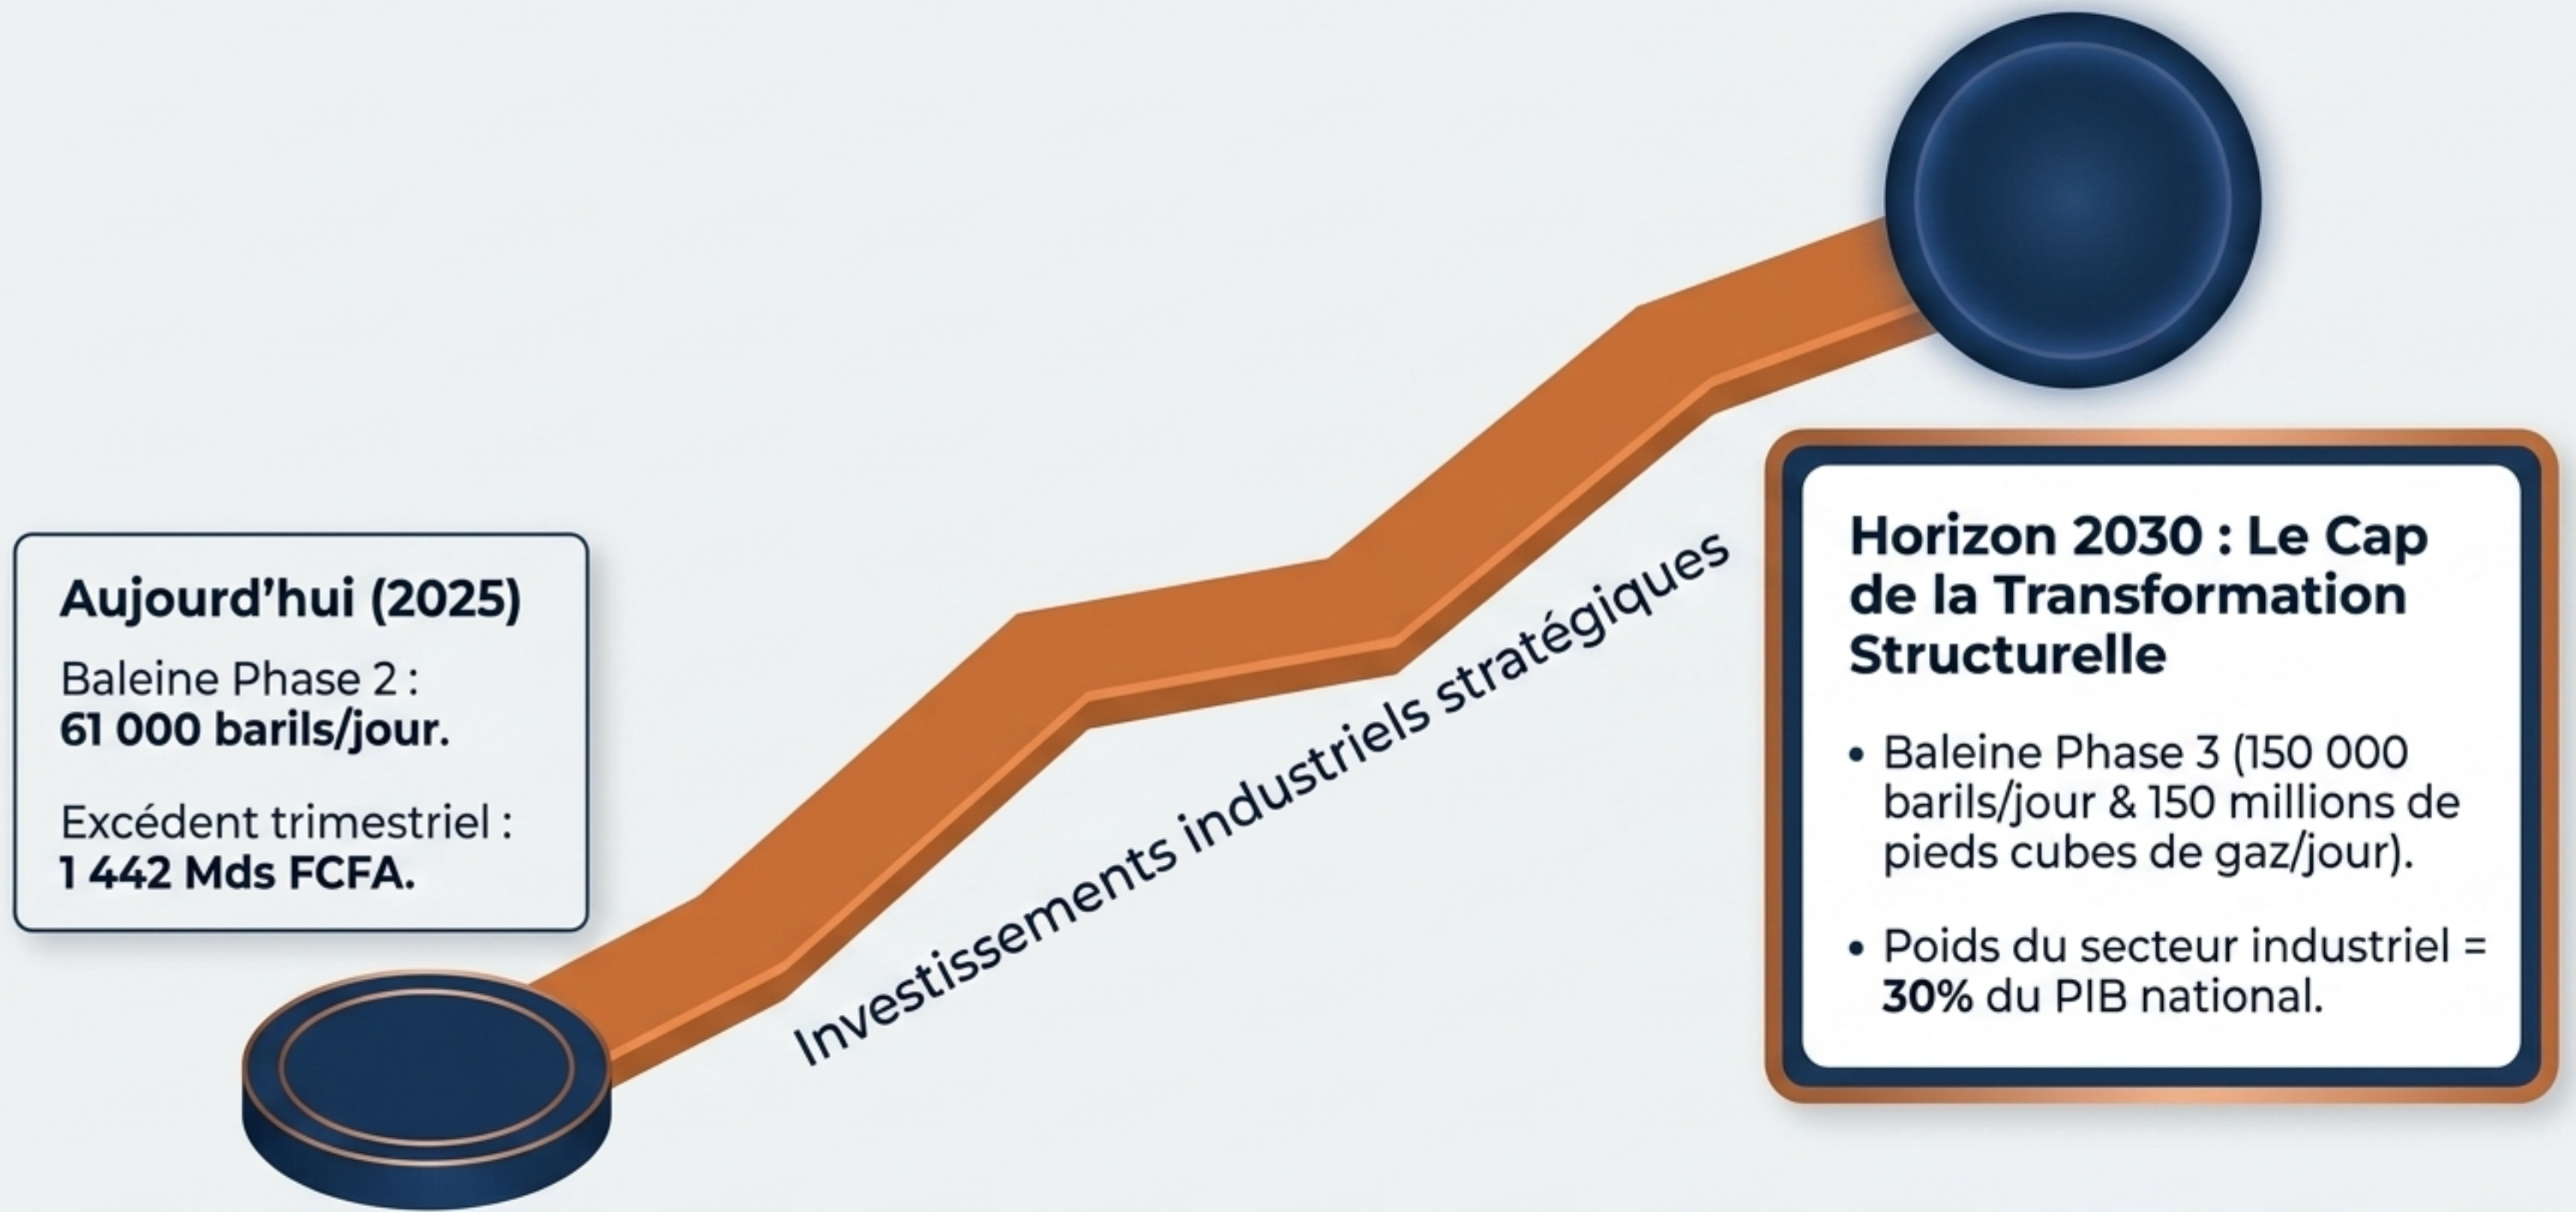 Aujourd’hui (2025)
Baleine Phase 2 :
61 000 barils/jour.
Excédent trimestriel :
1 442 Mds FCFA.
Investissements industriels stratégiques
Horizon 2030 : Le Cap
de la Transformation
Structurelle
• Baleine Phase 3 (150 000
barils/jour & 150 millions de
pieds cubes de gaz/jour).
• Poids du secteur industriel =
30% du PIB national.